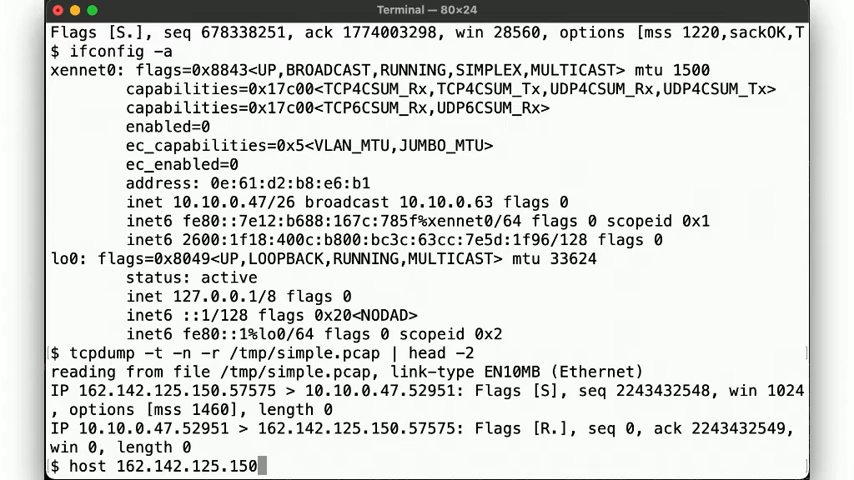 Terminal — 80×24
Flags [S.], seq 678338251, ack 1774003298, win 28560, options [mss 1220,sackOK,T
$ ifconfig -a
xennet0: flags=0x8843<UP,BROADCAST,RUNNING,SIMPLEX,MULTICAST> mtu 1500
capabilities=0x17c00<TCP4CSUM_Rx,TCP4CSUM_Tx,UDP4CSUM_Rx,UDP4CSUM_Tx>
capabilities=0x17c00<TCP6CSUM_Rx,UDP6CSUM_Rx>
enabled=0
ec_capabilities=0x5<VLAN_MTU,JUMBO_MTU>
ec_enabled=0
address: 0e:61:d2:b8:e6:b1
inet 10.10.0.47/26 broadcast 10.10.0.63 flags 0
inet6 fe80::7e12:b688:167c:785f%xennet0/64 flags 0 scopeid 0x1
inet6 2600:1f18:400c:b800:bc3c:63cc:7e5d:1f96/128 flags 0
lo0: flags=0x8049<UP,LOOPBACK,RUNNING,MULTICAST> mtu 33624
status: active
inet 127.0.0.1/8 flags 0
inet6 ::1/128 flags 0x20<NODAD>
inet6 fe80::1%lo0/64 flags 0 scopeid 0x2
$ tcpdump -t -n -r /tmp/simple.pcap | head -2
reading from file /tmp/simple.pcap, link-type EN10MB (Ethernet)
IP 162.142.125.150.57575 > 10.10.0.47.52951: Flags [S], seq 2243432548, win 1024
, options [mss 1460], length 0
IP 10.10.0.47.52951 > 162.142.125.150.57575: Flags [R.], seq 0, ack 2243432549,
win 0, length 0
$ host 162.142.125.150